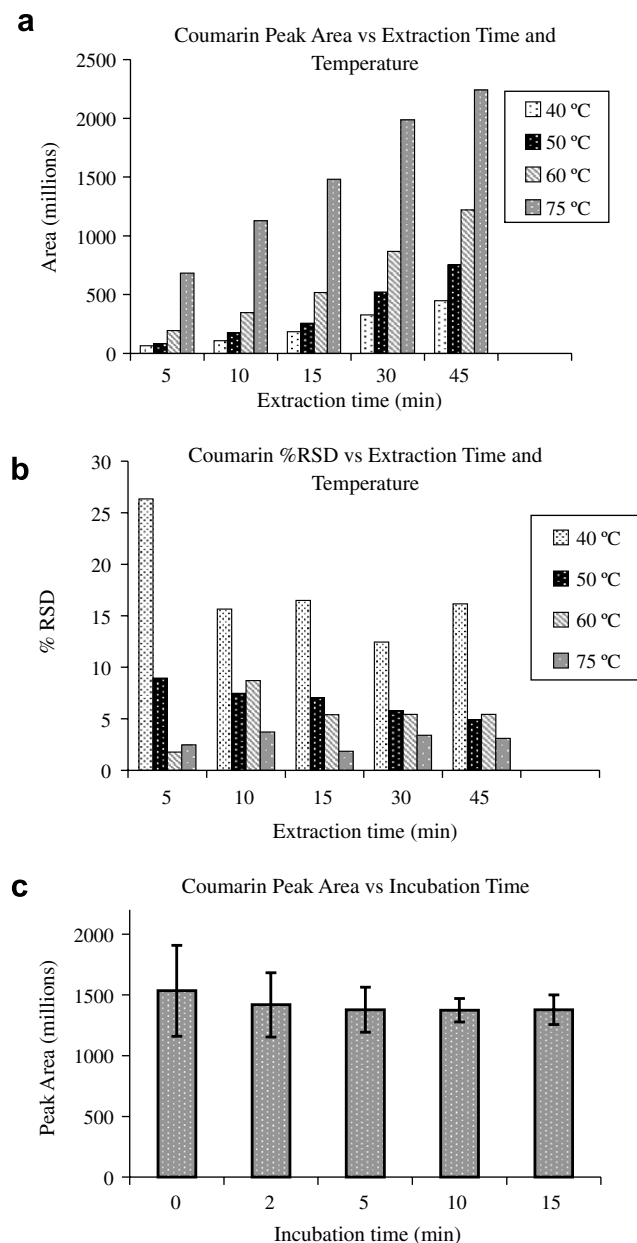 a
Coumarin Peak Area vs Extraction Time and
Temperature
Area (millions)
2500
2000
1500
1000
500
0
5 10 15 30 45
Extraction time (min)
40 ºC
50 ºC
60 ºC
75 ºC
b
Coumarin %RSD vs Extraction Time and
Temperature
% RSD
30
25
20
15
10
5
0
5 10 15 30 45
Extraction time (min)
40 ºC
50 ºC
60 ºC
75 ºC
c
Coumarin Peak Area vs Incubation Time
Peak Area (millions)
2000
1500
1000
500
0
0 2 5 10 15
Incubation time (min)